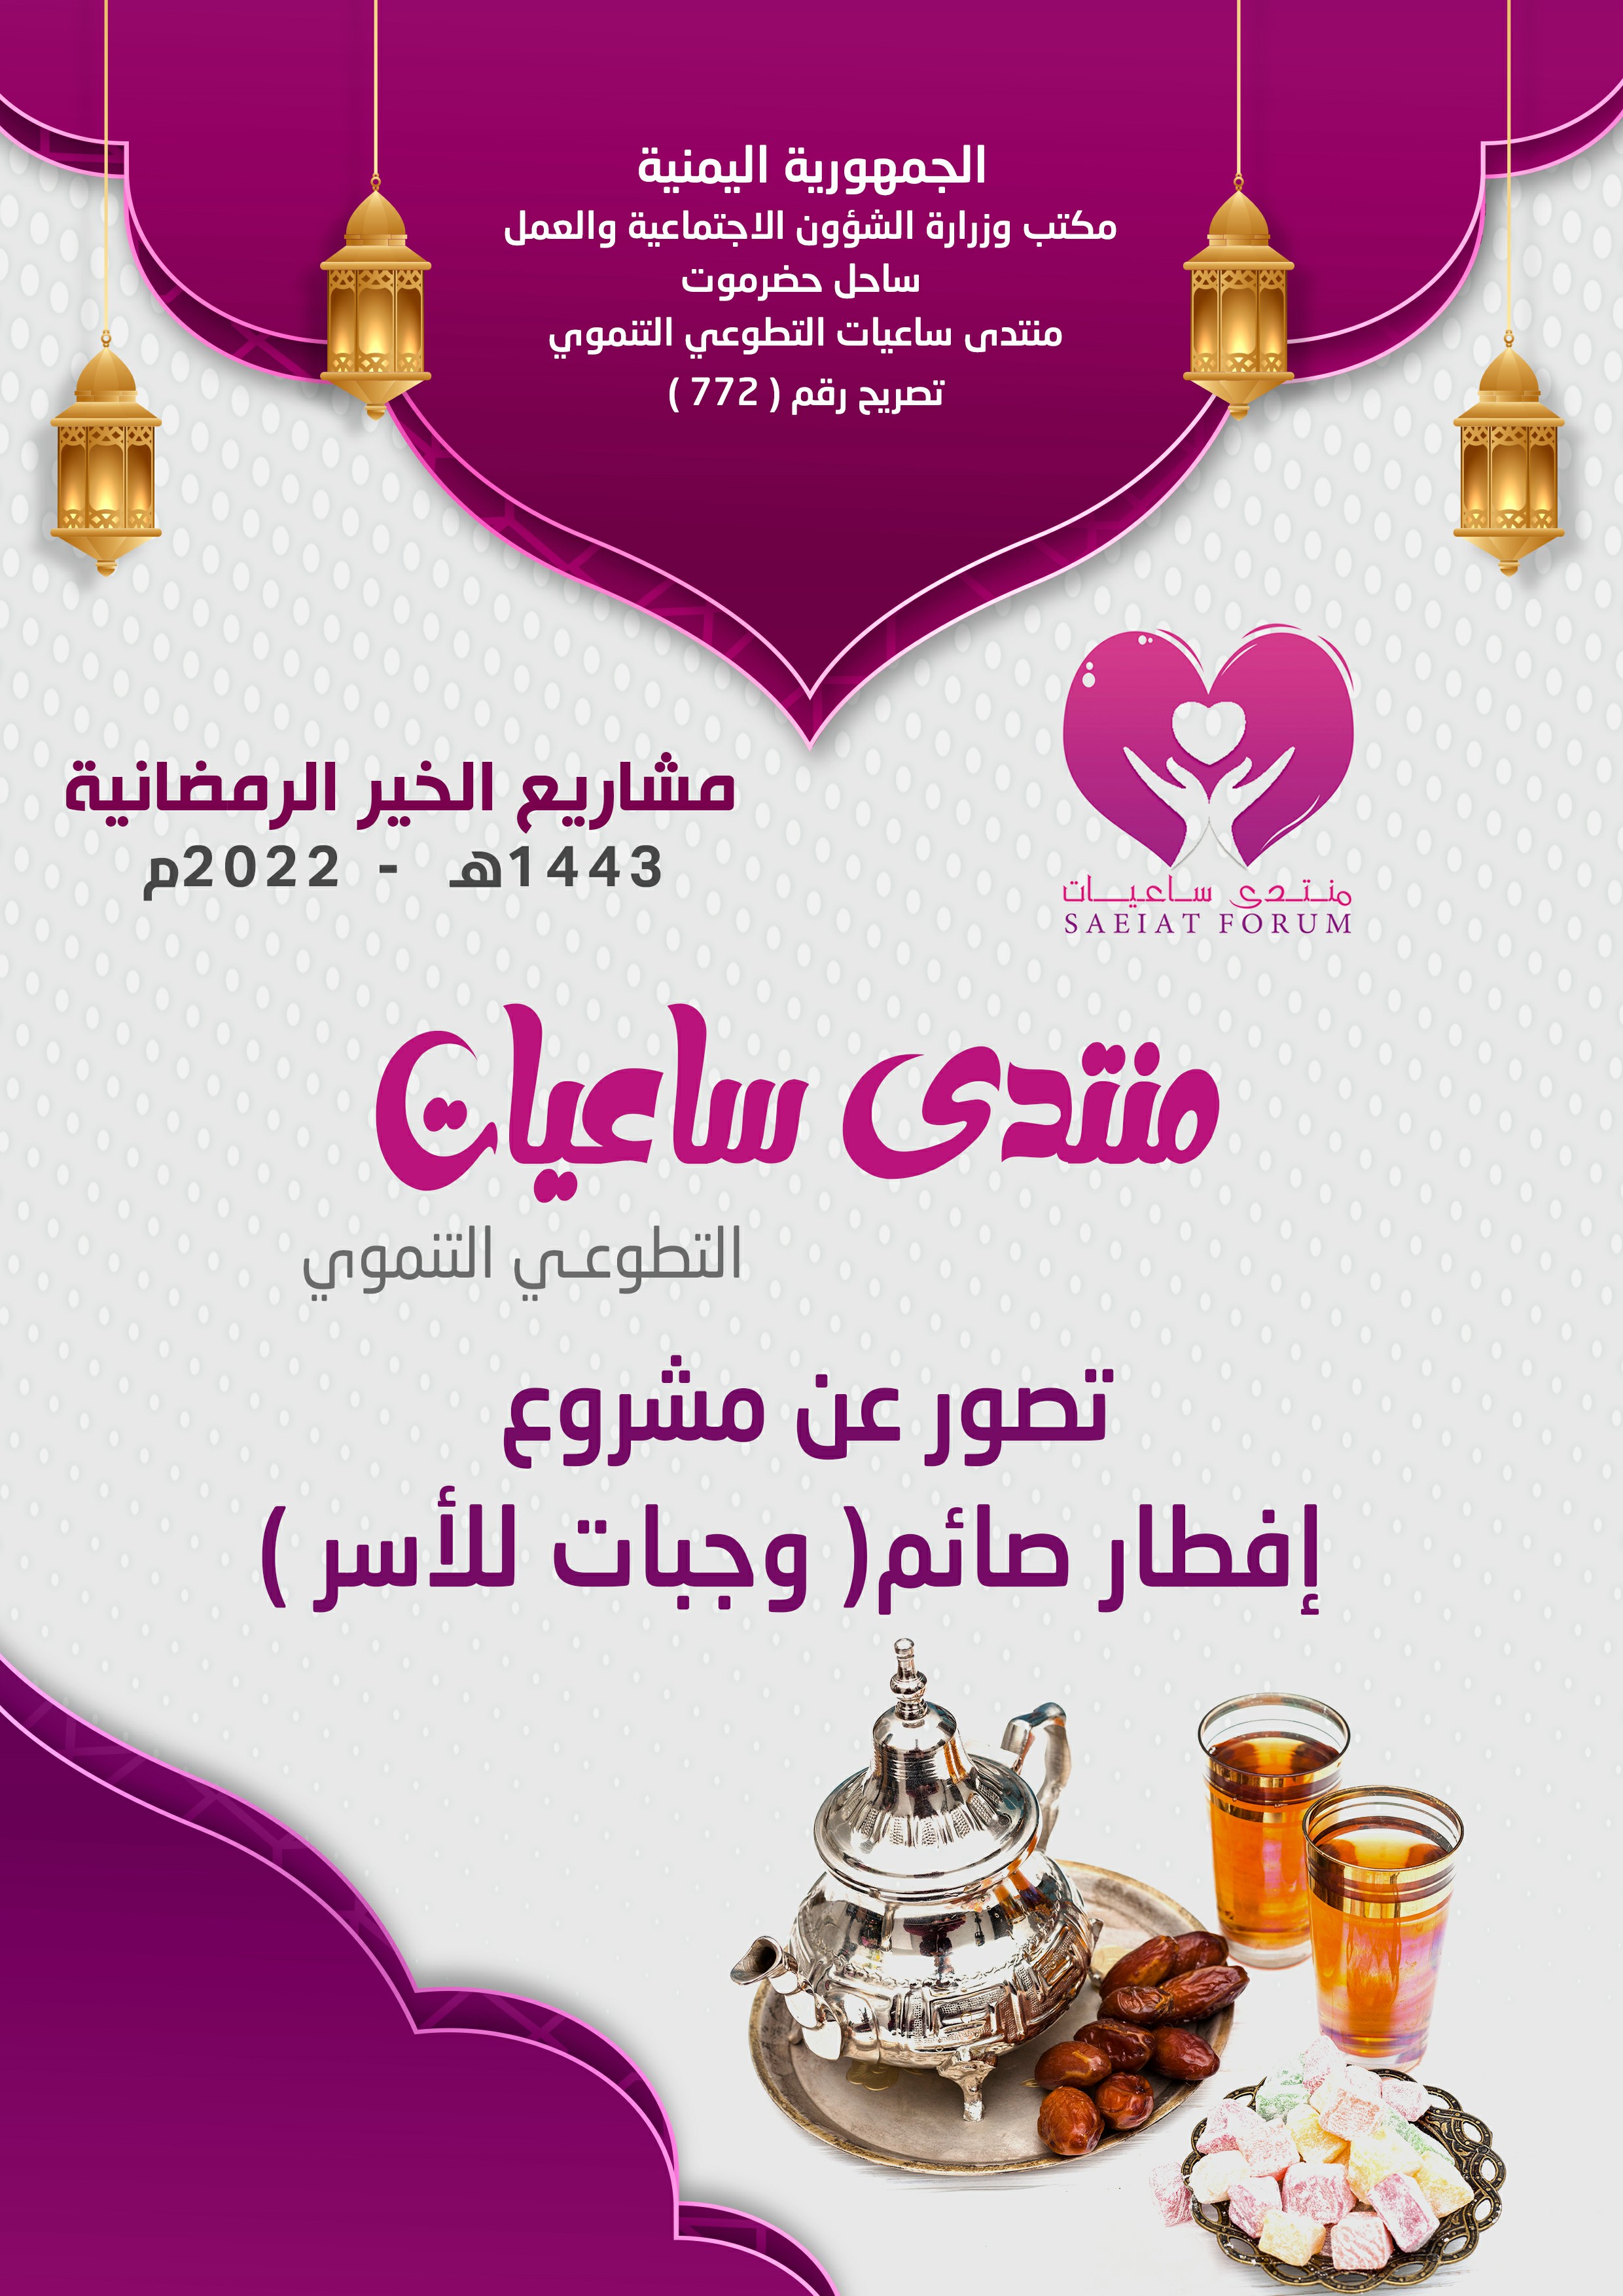 الجمهورية اليمنية
مكتب وزرارة الشؤون الاجتماعية والعمل
ساحل حضرموت
منتدى ساعيات التطوعي التنموي
تصريح رقم ( 772 )
منتدى ساعيات
SAEIAT FORUM
مشاريع الخير الرمضانية
1443هـ - 2022م
منتدى ساعيات
التطوعي التنموي
تصور عن مشروع
إفطار صائم( وجبات للأسر )